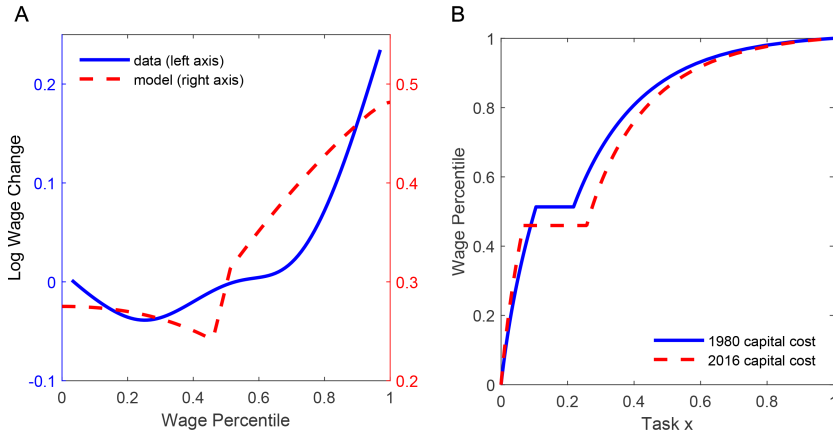 A
data (left axis)
model (right axis)
Log Wage Change
0.2
0.1
0
-0.1
0.5
0.4
0.3
0.2
0 0.2 0.4 0.6 0.8 1
Wage Percentile
B
Wage Percentile
1
0.8
0.6
0.4
0.2
0
1980 capital cost
2016 capital cost
0 0.2 0.4 0.6 0.8 1
Task x